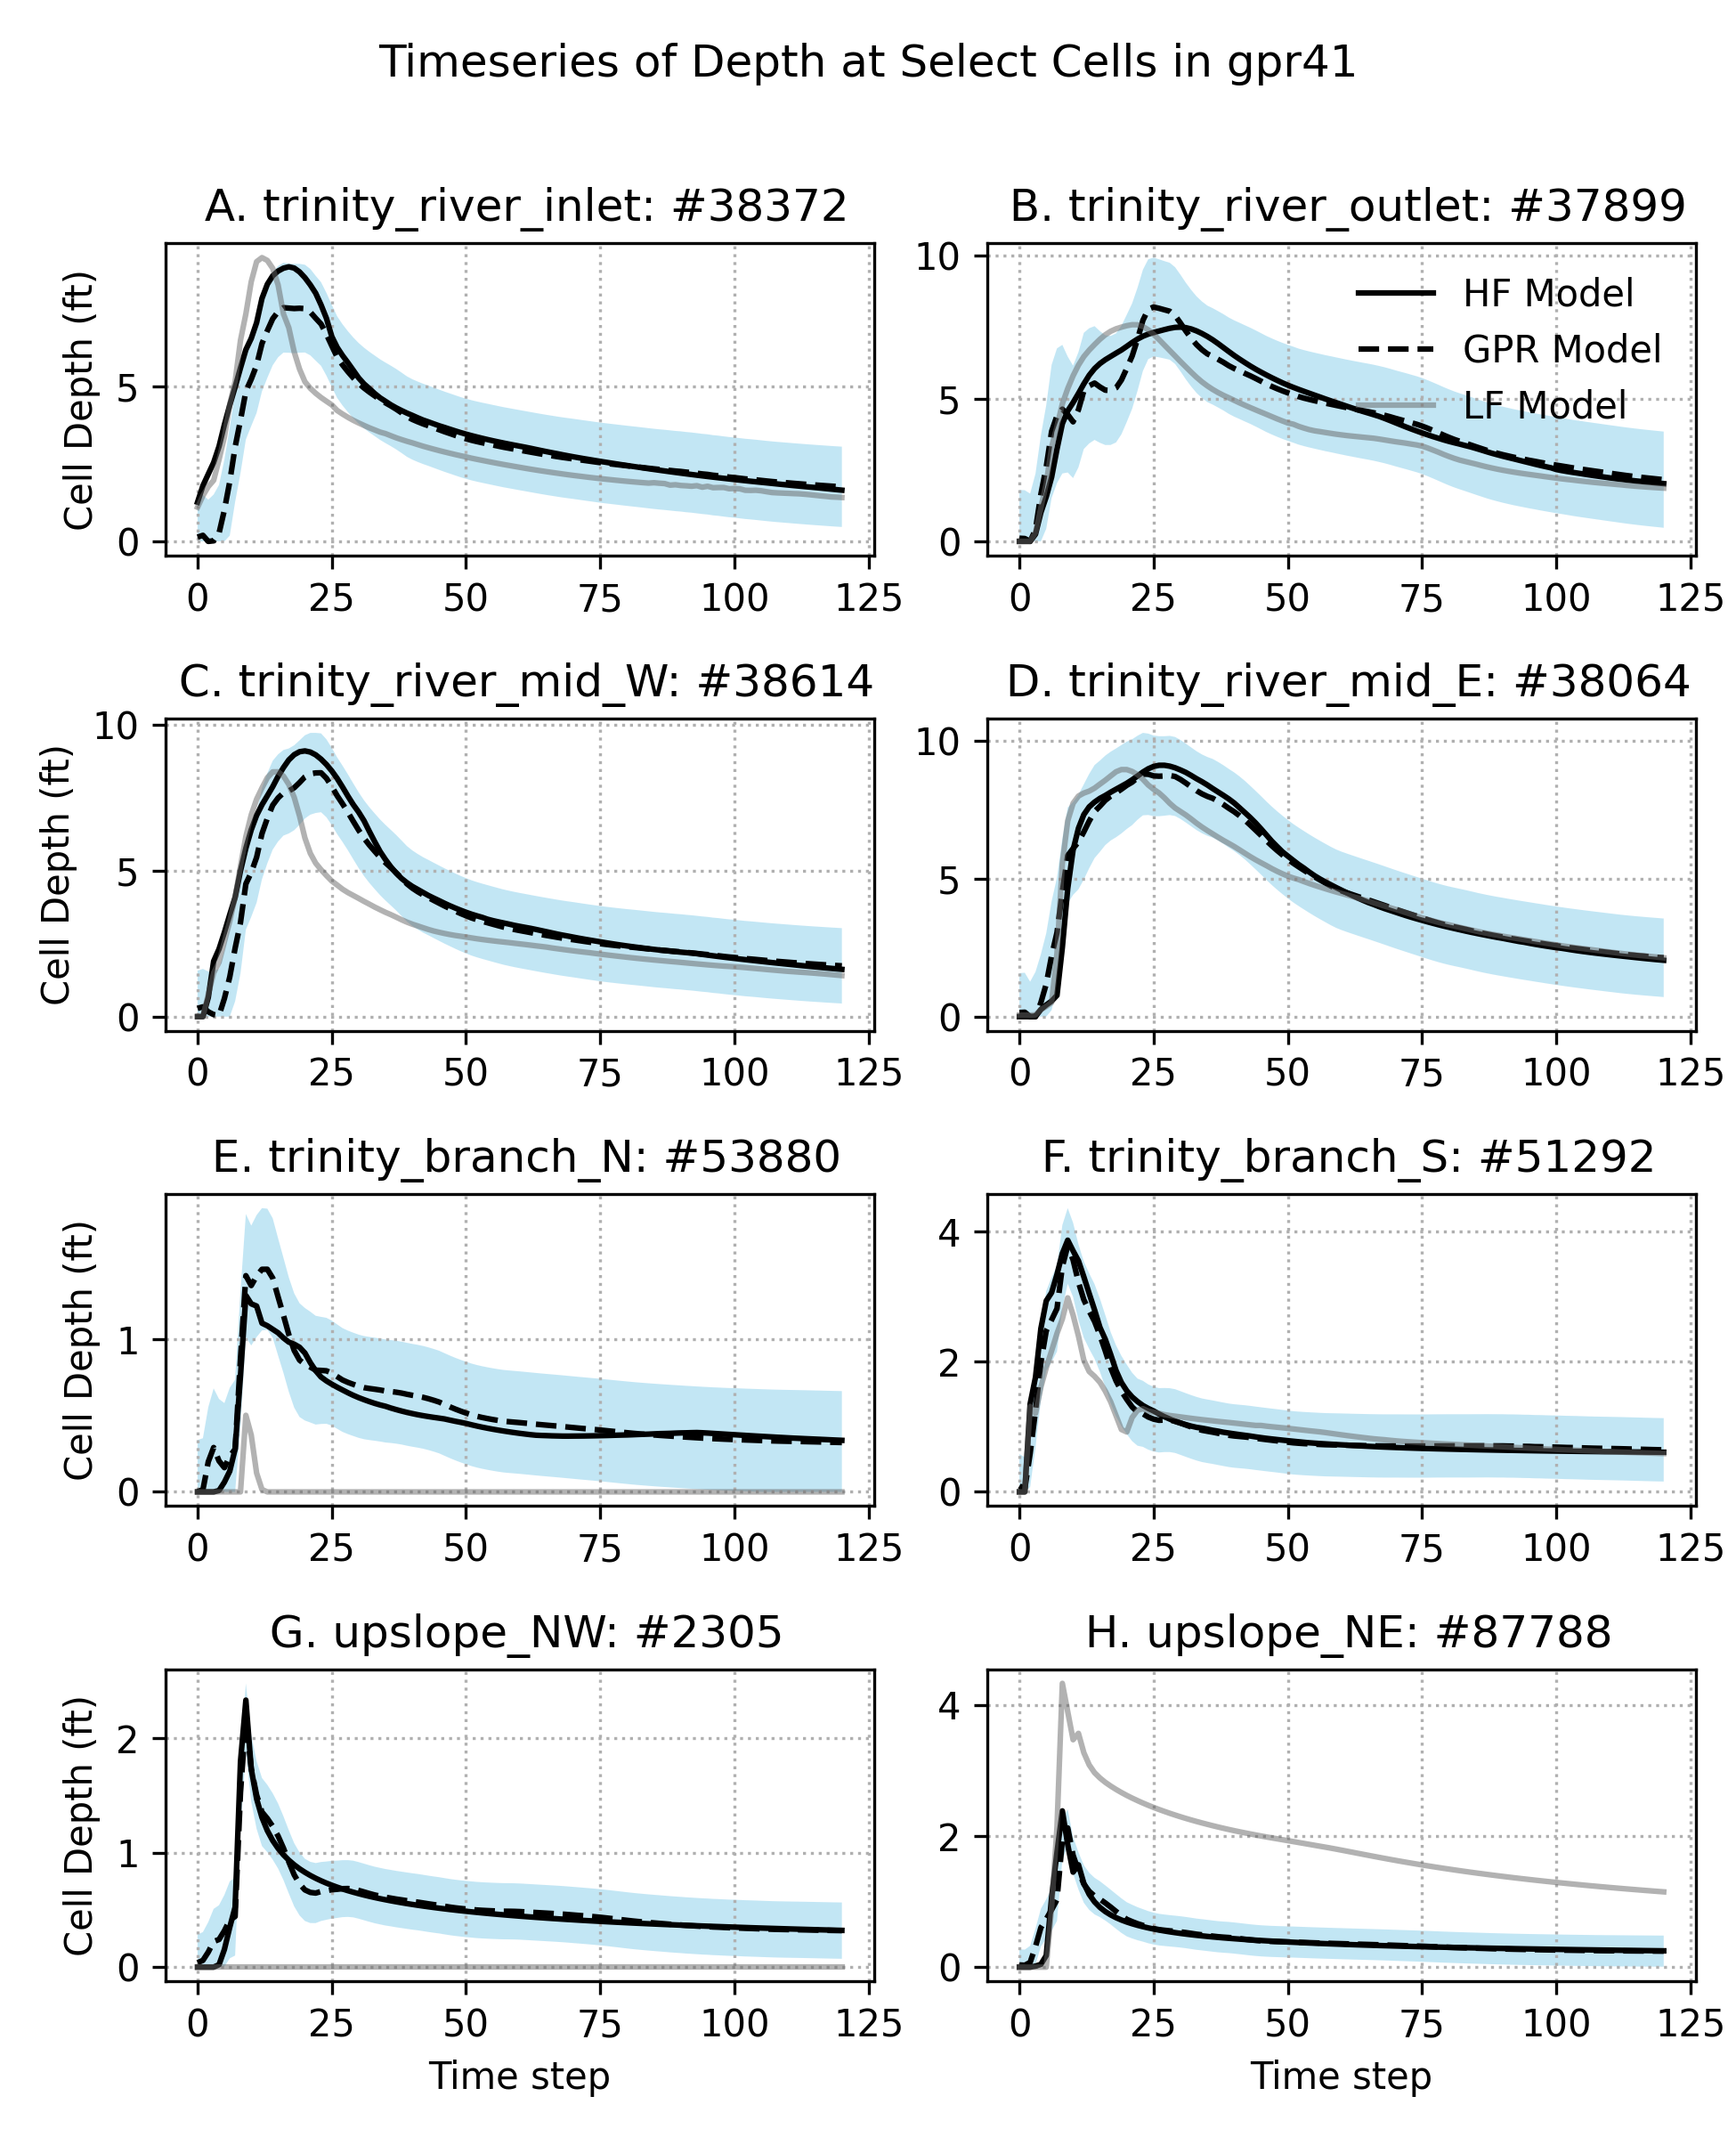 Timeseries of Depth at Select Cells in gpr41
A. trinity_river_inlet: #38372
Cell Depth (ft)
5
0
0 25 50 75 100 125
B. trinity_river_outlet: #37899
10
5
0
HF Model
GPR Model
LF Model
0 25 50 75 100 125
C. trinity_river_mid_W: #38614
Cell Depth (ft)
10
5
0
0 25 50 75 100 125
D. trinity_river_mid_E: #38064
10
5
0
0 25 50 75 100 125
E. trinity_branch_N: #53880
Cell Depth (ft)
1
0
0 25 50 75 100 125
F. trinity_branch_S: #51292
4
2
0
0 25 50 75 100 125
G. upslope_NW: #2305
Cell Depth (ft)
2
1
0
0 25 50 75 100 125
Time step
H. upslope_NE: #87788
4
2
0
0 25 50 75 100 125
Time step